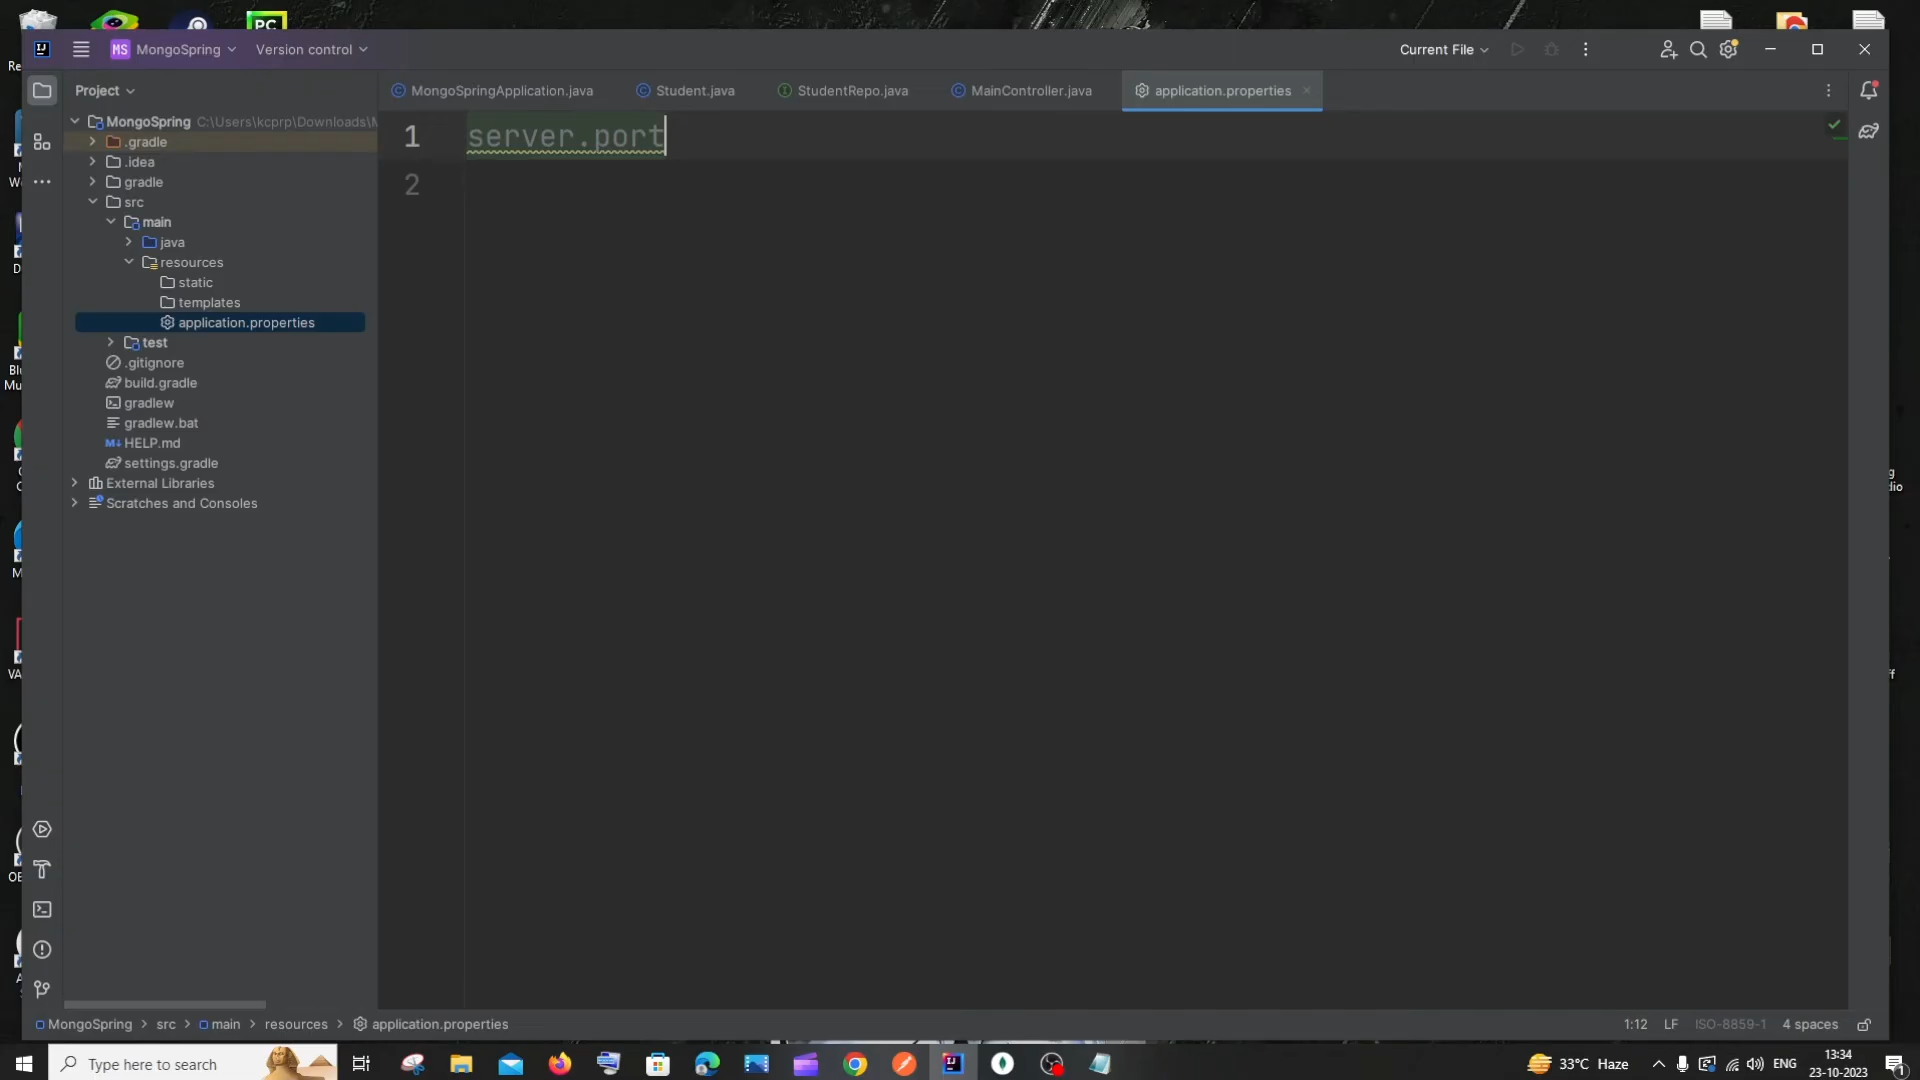 PC
MS MongoSpring
Version control
Current File
Project
MongoSpringApplication.java
Student.java
StudentRepo.java
MainController.java
application.properties
MongoSpring C:\Users\kcprp\Downloads\M
.gradle
.idea
gradle
src
main
java
resources
static
templates
application.properties
test
.gitignore
build.gradle
gradlew
gradlew.bat
M↓ HELP.md
settings.gradle
External Libraries
Scratches and Consoles
1 server.port
2
MongoSpring > src > main > resources > application.properties
1:12 LF ISO-8859-1 4 spaces
Type here to search
33°C Haze
ENG
13:34
23-10-2023
1